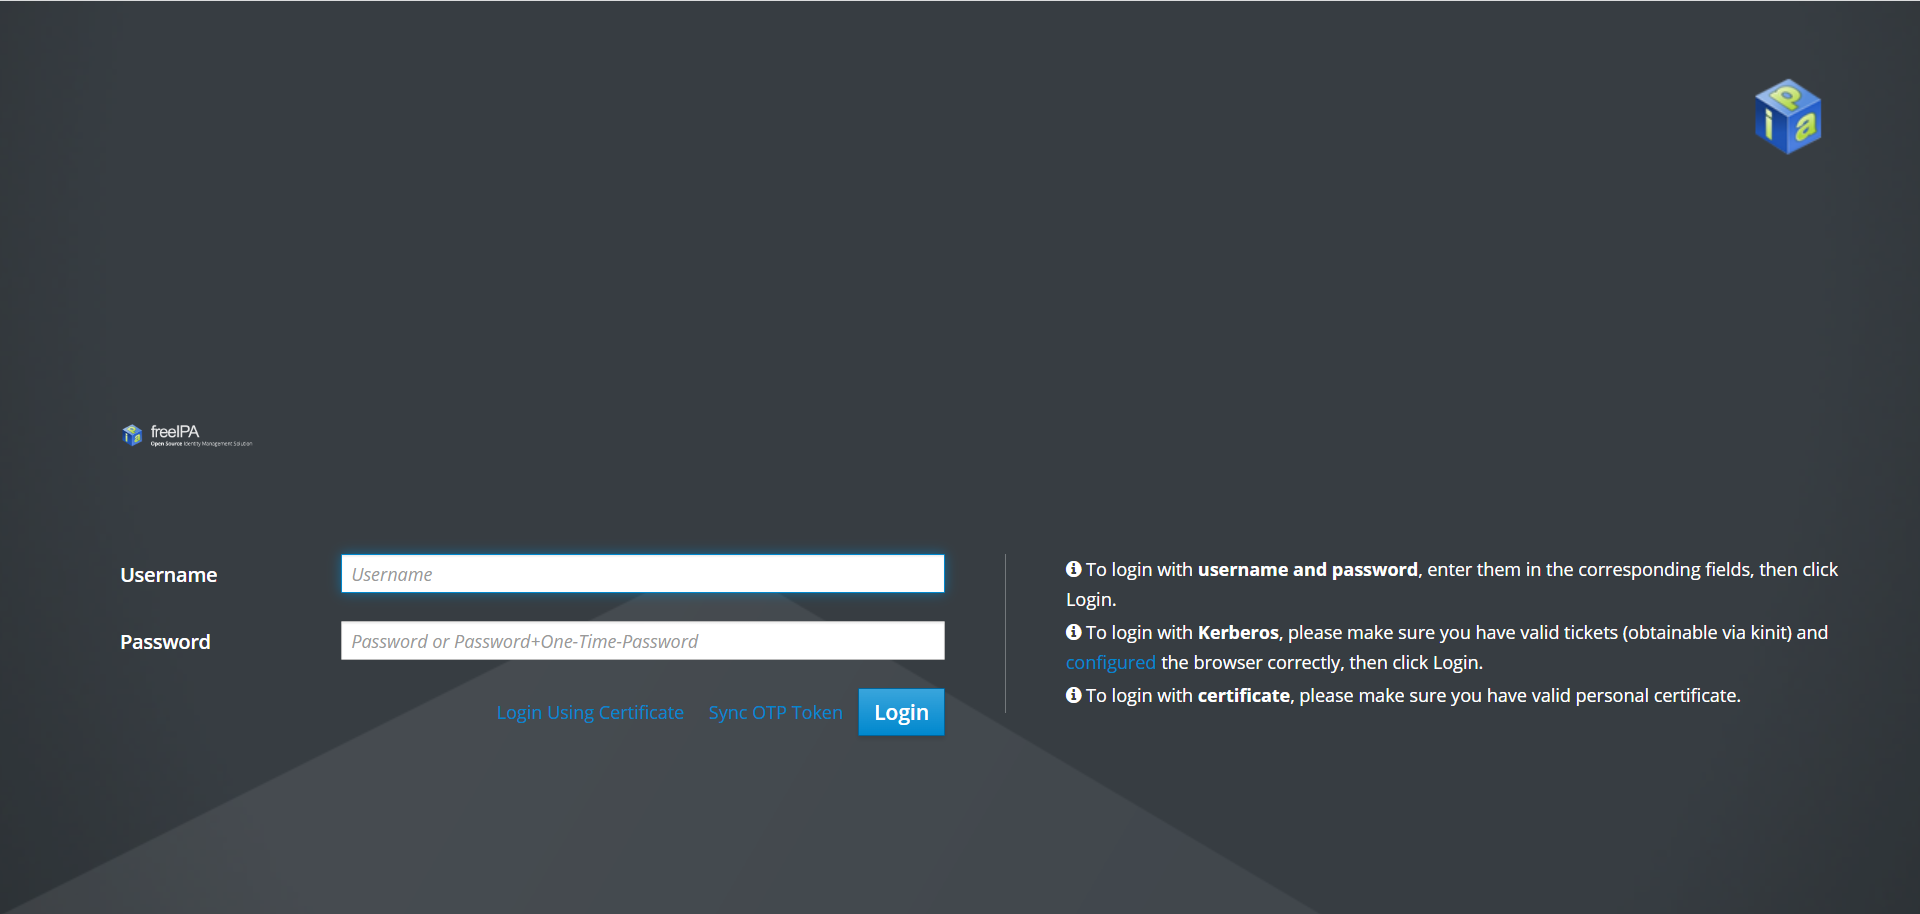 ipa
freeIPA
Open Source Identity Management Solution
Username
Username
Password
Password or Password+One-Time-Password
Login Using Certificate Sync OTP Token Login
To login with username and password, enter them in the corresponding fields, then click
Login.
To login with Kerberos, please make sure you have valid tickets (obtainable via kinit) and
configured the browser correctly, then click Login.
To login with certificate, please make sure you have valid personal certificate.